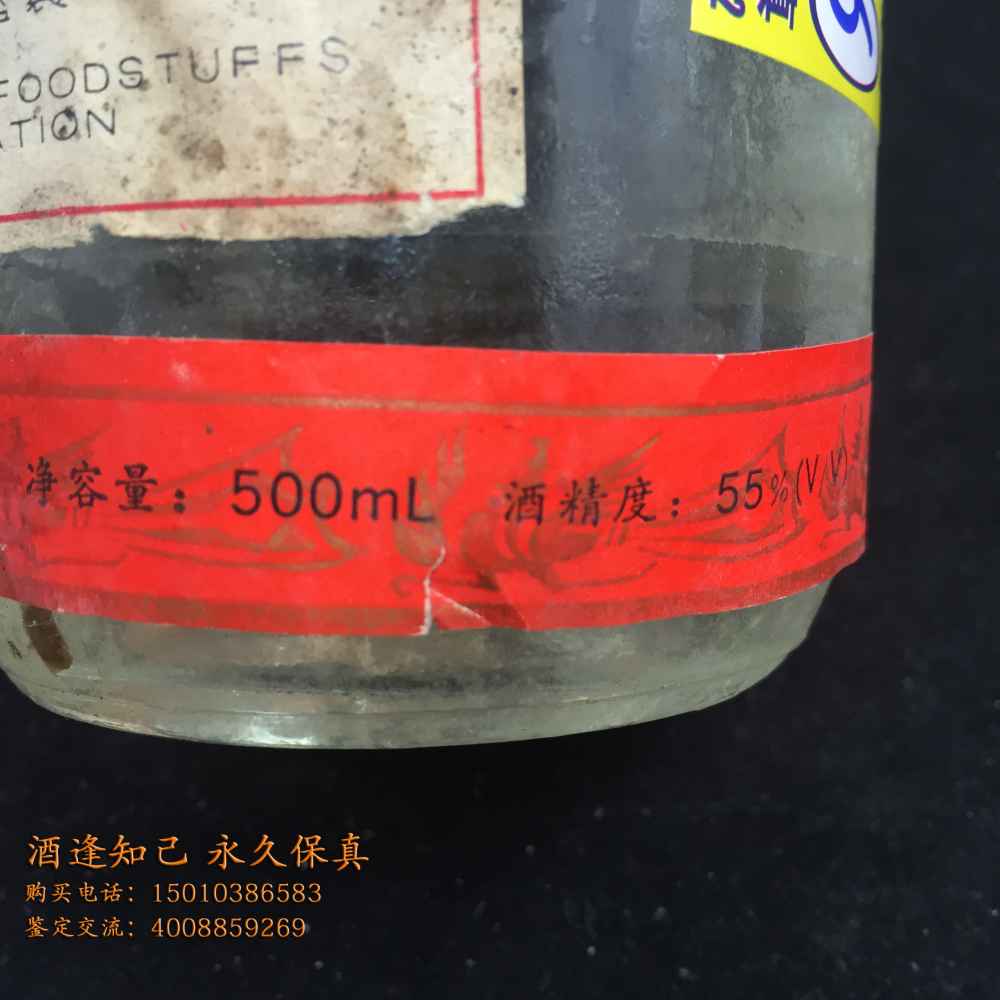 FOODSTUFFS
ATION
净容量：500mL 酒精度：55%(V/V)
酒逢知己 永久保真
购买电话：15010386583
鉴定交流：4008859269